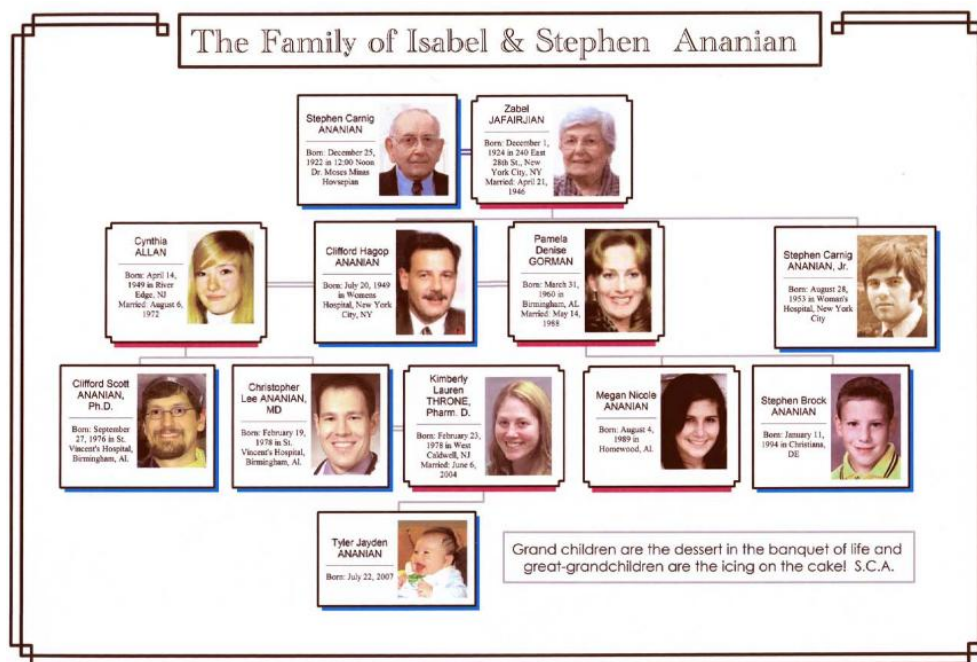 The Family of Isabel & Stephen Ananian
Stephen Carnig
ANANIAN
Born: December 25,
1922 in 12:00 Noon
Dr. Moses Minas
Hovsepian
Zabel
JAFAIRJIAN
Born: December 1,
1924 in 240 East
28th St., New
York City, NY
Married: April 21,
1946
Cynthia
ALLAN
Born: April 14,
1949 in River
Edge, NJ
Married: August 6,
1972
Clifford Hagop
ANANIAN
Born: July 20, 1949
in Womens
Hospital, New York
City, NY
Pamela
Denise
GORMAN
Born: March 31,
1960 in
Birmingham, AL
Married: May 14,
1988
Stephen Carnig
ANANIAN, Jr.
Born: August 28,
1953 in Woman's
Hospital, New York
City
Clifford Scott
ANANIAN,
Ph.D.
Born: September
27, 1976 in St.
Vincent's Hospital,
Birmingham, Al.
Christopher
Lee ANANIAN,
MD
Born: February 19,
1978 in St.
Vincent's Hospital,
Birmingham, Al.
Kimberly
Lauren
THRONE,
Pharm. D.
Born: February 23,
1978 in West
Caldwell, NJ
Married: June 6,
2004
Megan Nicole
ANANIAN
Born: August 4,
1989 in
Homewood, Al.
Stephen Brock
ANANIAN
Born: January 11,
1994 in Christiana,
DE
Tyler Jayden
ANANIAN
Born: July 22, 2007
Grand children are the dessert in the banquet of life and
great-grandchildren are the icing on the cake! S.C.A.